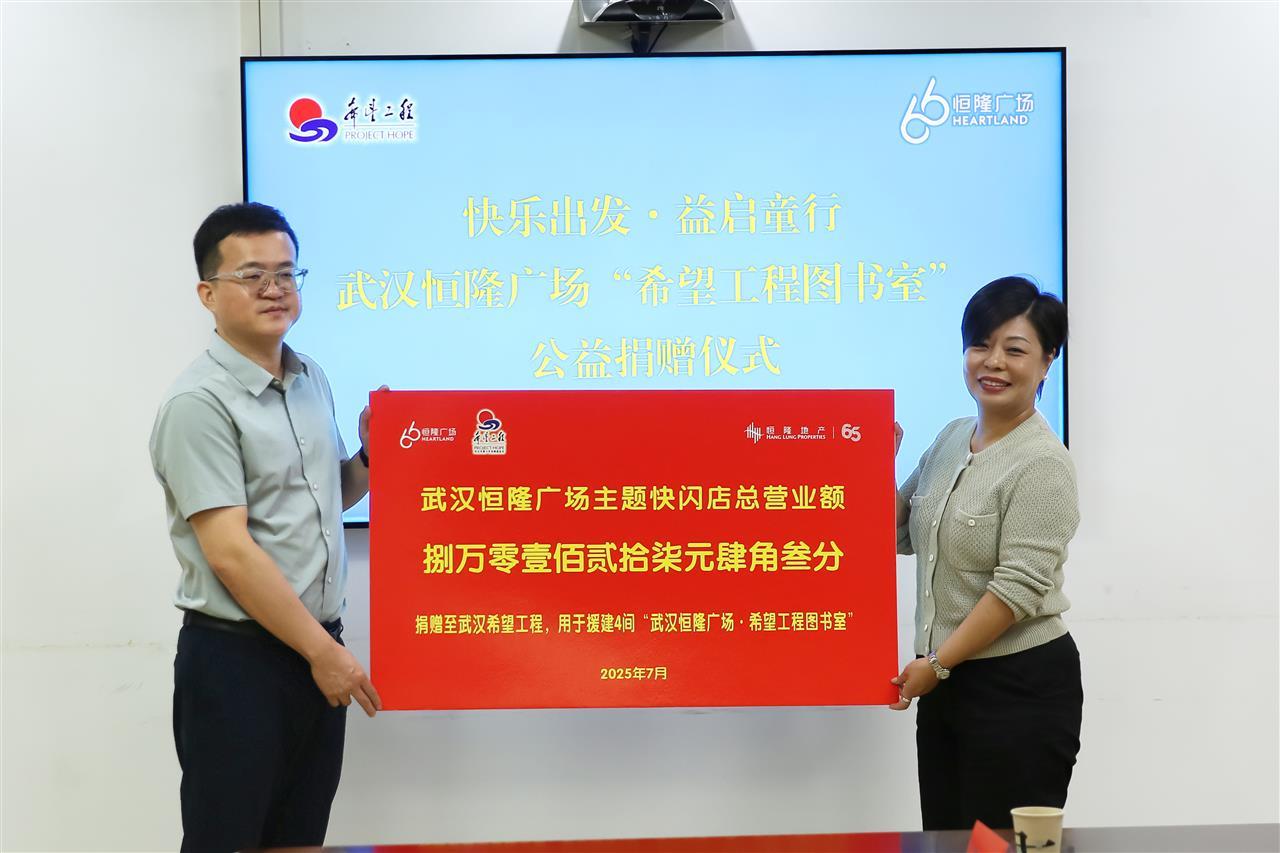 希望工程
PROJECT HOPE
66 恒隆广场
HEARTLAND
快乐出发·益启童行
武汉恒隆广场“希望工程图书室”
公益捐赠仪式
66 恒隆广场
HEARTLAND
希望工程
PROJECT HOPE
恒隆地产
HANG LUNG PROPERTIES
65
武汉恒隆广场主题快闪店总营业额
捌万零壹佰贰拾柒元肆角叁分
捐赠至武汉希望工程，用于援建4间“武汉恒隆广场·希望工程图书室”
2025年7月